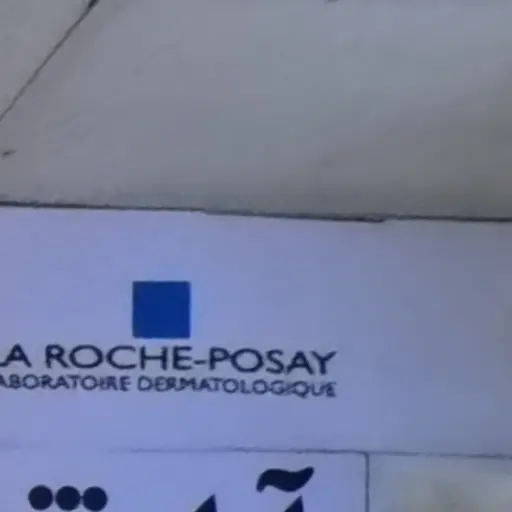 LA ROCHE-POSAY
LABORATOIRE DERMATOLOGIQUE